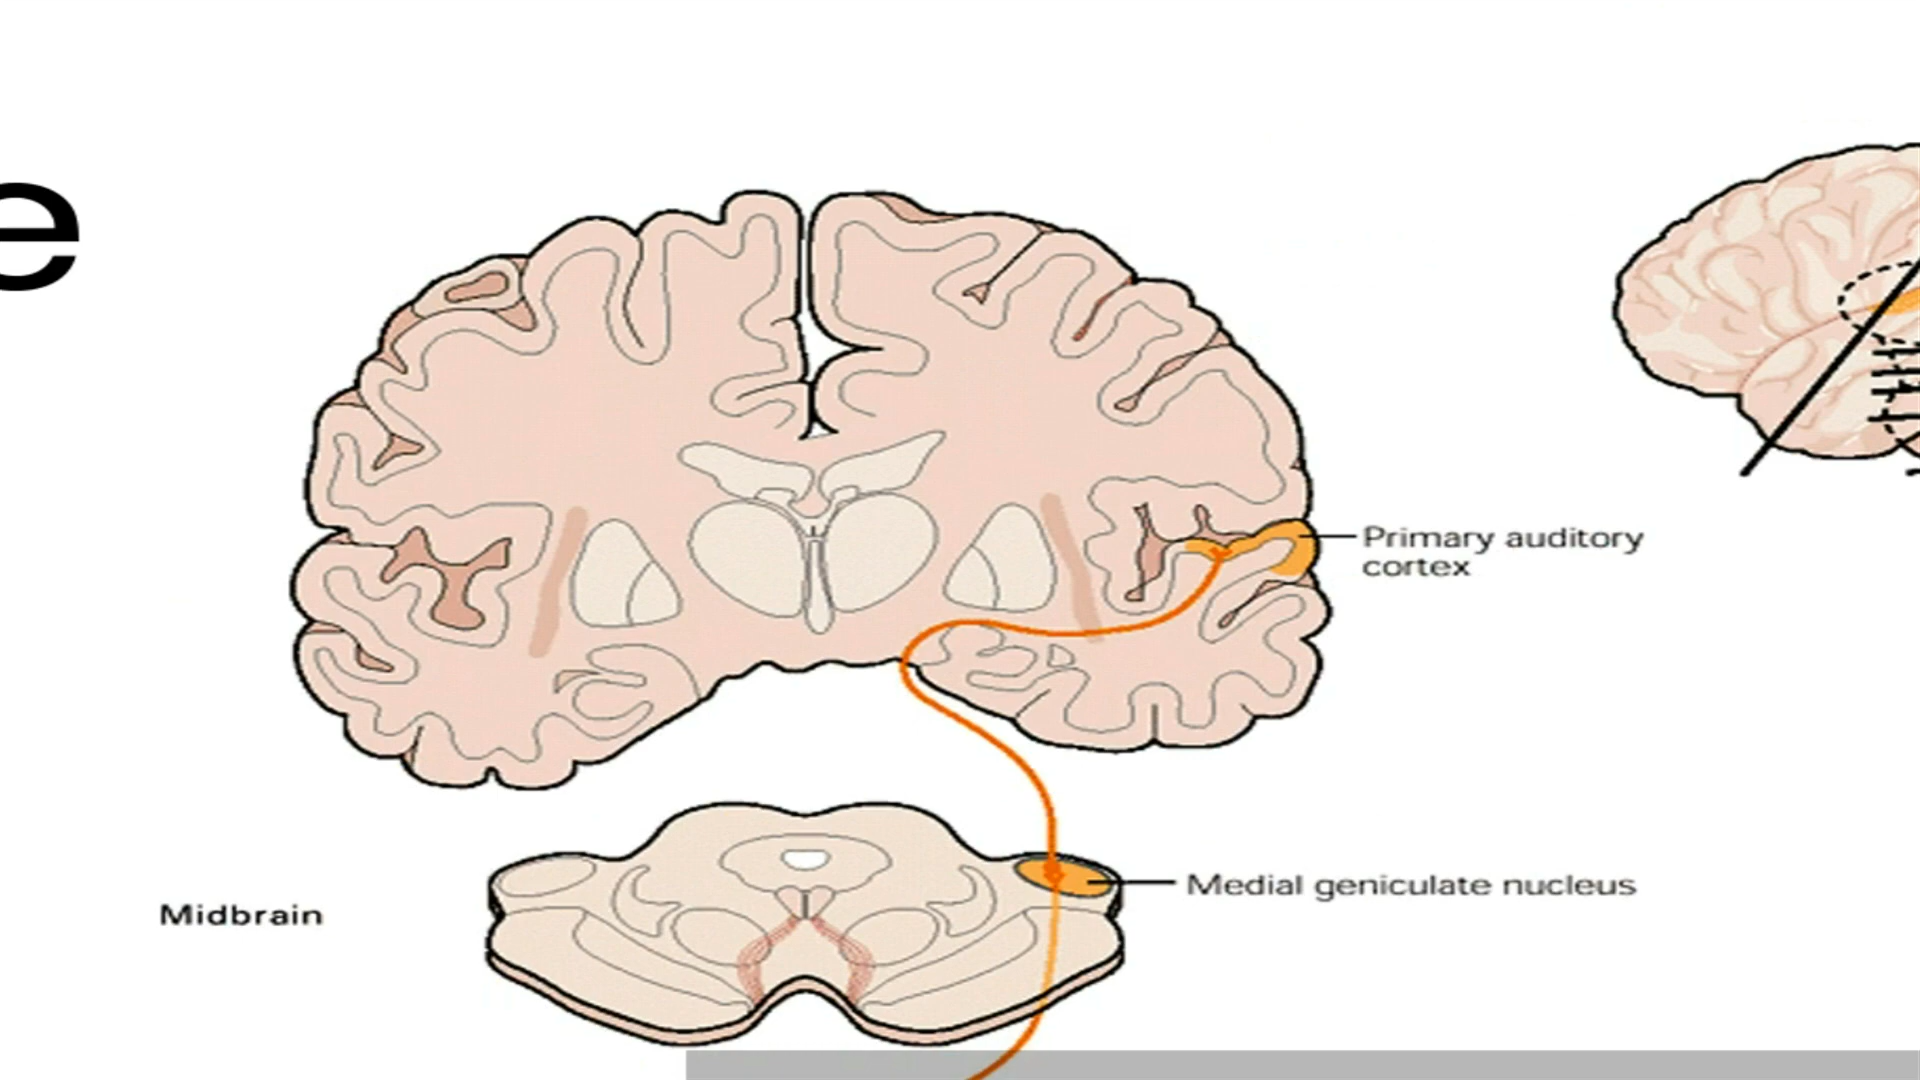 e
Primary auditory
cortex
Medial geniculate nucleus
Midbrain